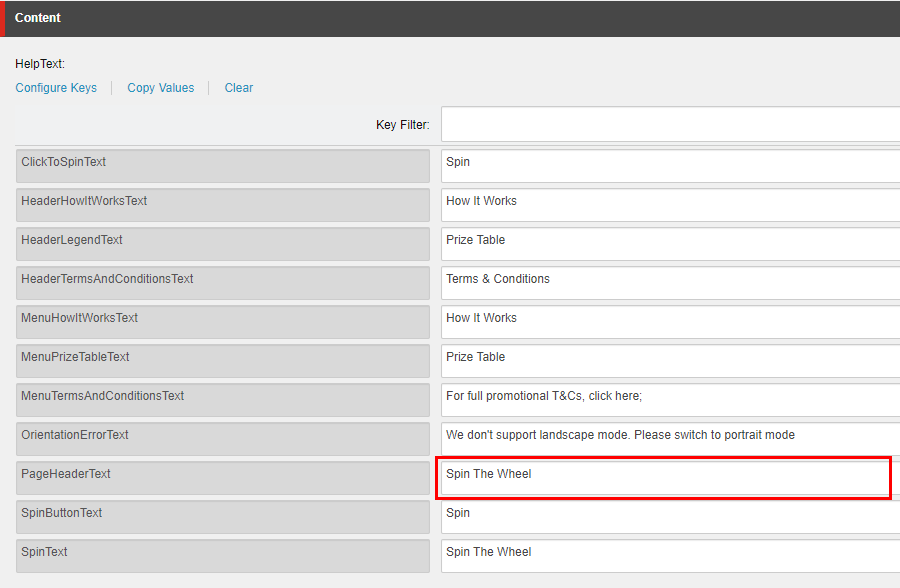 Content
HelpText:
Configure Keys Copy Values Clear
Key Filter:
ClickToSpinText Spin
HeaderHowItWorksText How It Works
HeaderLegendText Prize Table
HeaderTermsAndConditionsText Terms & Conditions
MenuHowItWorksText How It Works
MenuPrizeTableText Prize Table
MenuTermsAndConditionsText For full promotional T&Cs, click here;
OrientationErrorText We don't support landscape mode. Please switch to portrait mode
PageHeaderText Spin The Wheel
SpinButtonText Spin
SpinText Spin The Wheel